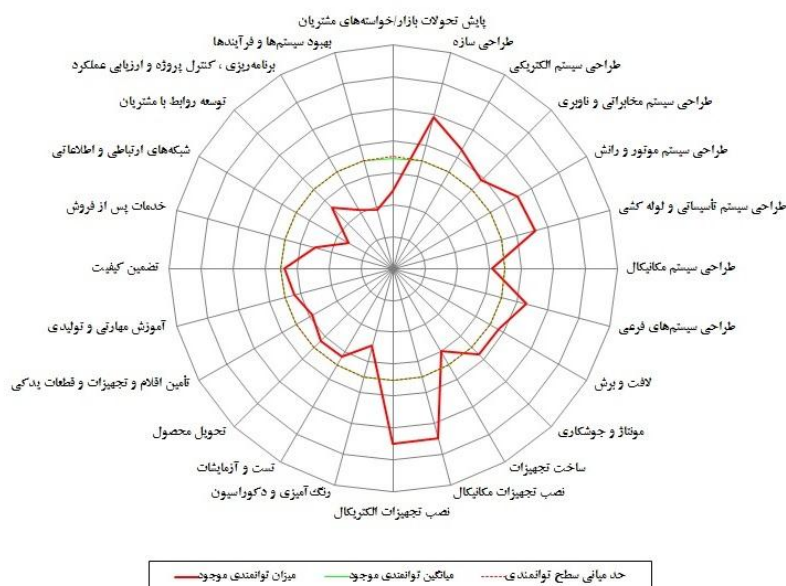 پایش تحولات بازار/خواسته‌های مشتریان
طراحی سازه
طراحی سیستم الکتریکی
طراحی سیستم مخابراتی و ناوبری
طراحی سیستم موتور و رانش
طراحی سیستم تأسیساتی و لوله کشی
طراحی سیستم مکانیکال
طراحی سیستم‌های فرعی
لافت و برش
مونتاژ و جوشکاری
ساخت تجهیزات
نصب تجهیزات مکانیکال
نصب تجهیزات الکتریکال
رنگ آمیزی و دکوراسیون
تست و آزمایشات
تحویل محصول
تأمین اقلام و تجهیزات و قطعات یدکی
آموزش مهارتی و تولیدی
تضمین کیفیت
خدمات پس از فروش
شبکه‌های ارتباطی و اطلاعاتی
توسعه روابط با مشتریان
برنامه‌ریزی ، کنترل پروژه و ارزیابی عملکرد
بهبود سیستم‌ها و فرآیندها
حد میانی سطح توانمندی
میانگین توانمندی موجود
میزان توانمندی موجود